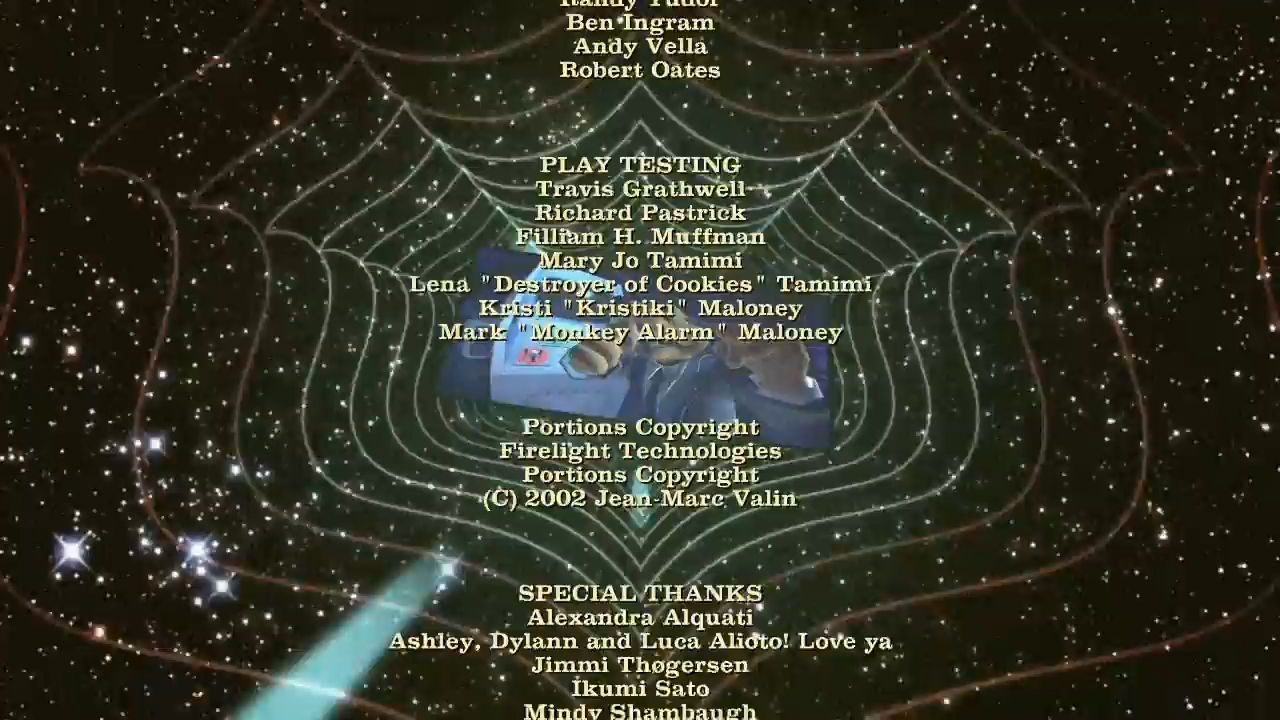 Randy Tudor
Ben Ingram
Andy Vella
Robert Oates
PLAY TESTING
Travis Grathwell
Richard Pastrick
Filliam H. Muffman
Mary Jo Tamimi
Lena "Destroyer of Cookies" Tamimi
Kristi "Kristiki" Maloney
Mark "Monkey Alarm" Maloney
Portions Copyright
Firelight Technologies
Portions Copyright
(C) 2002 Jean-Marc Valin
SPECIAL THANKS
Alexandra Alquati
Ashley, Dylann and Luca Alioto! Love ya
Jimmi Thøgersen
Ikumi Sato
Mindy Shambaugh